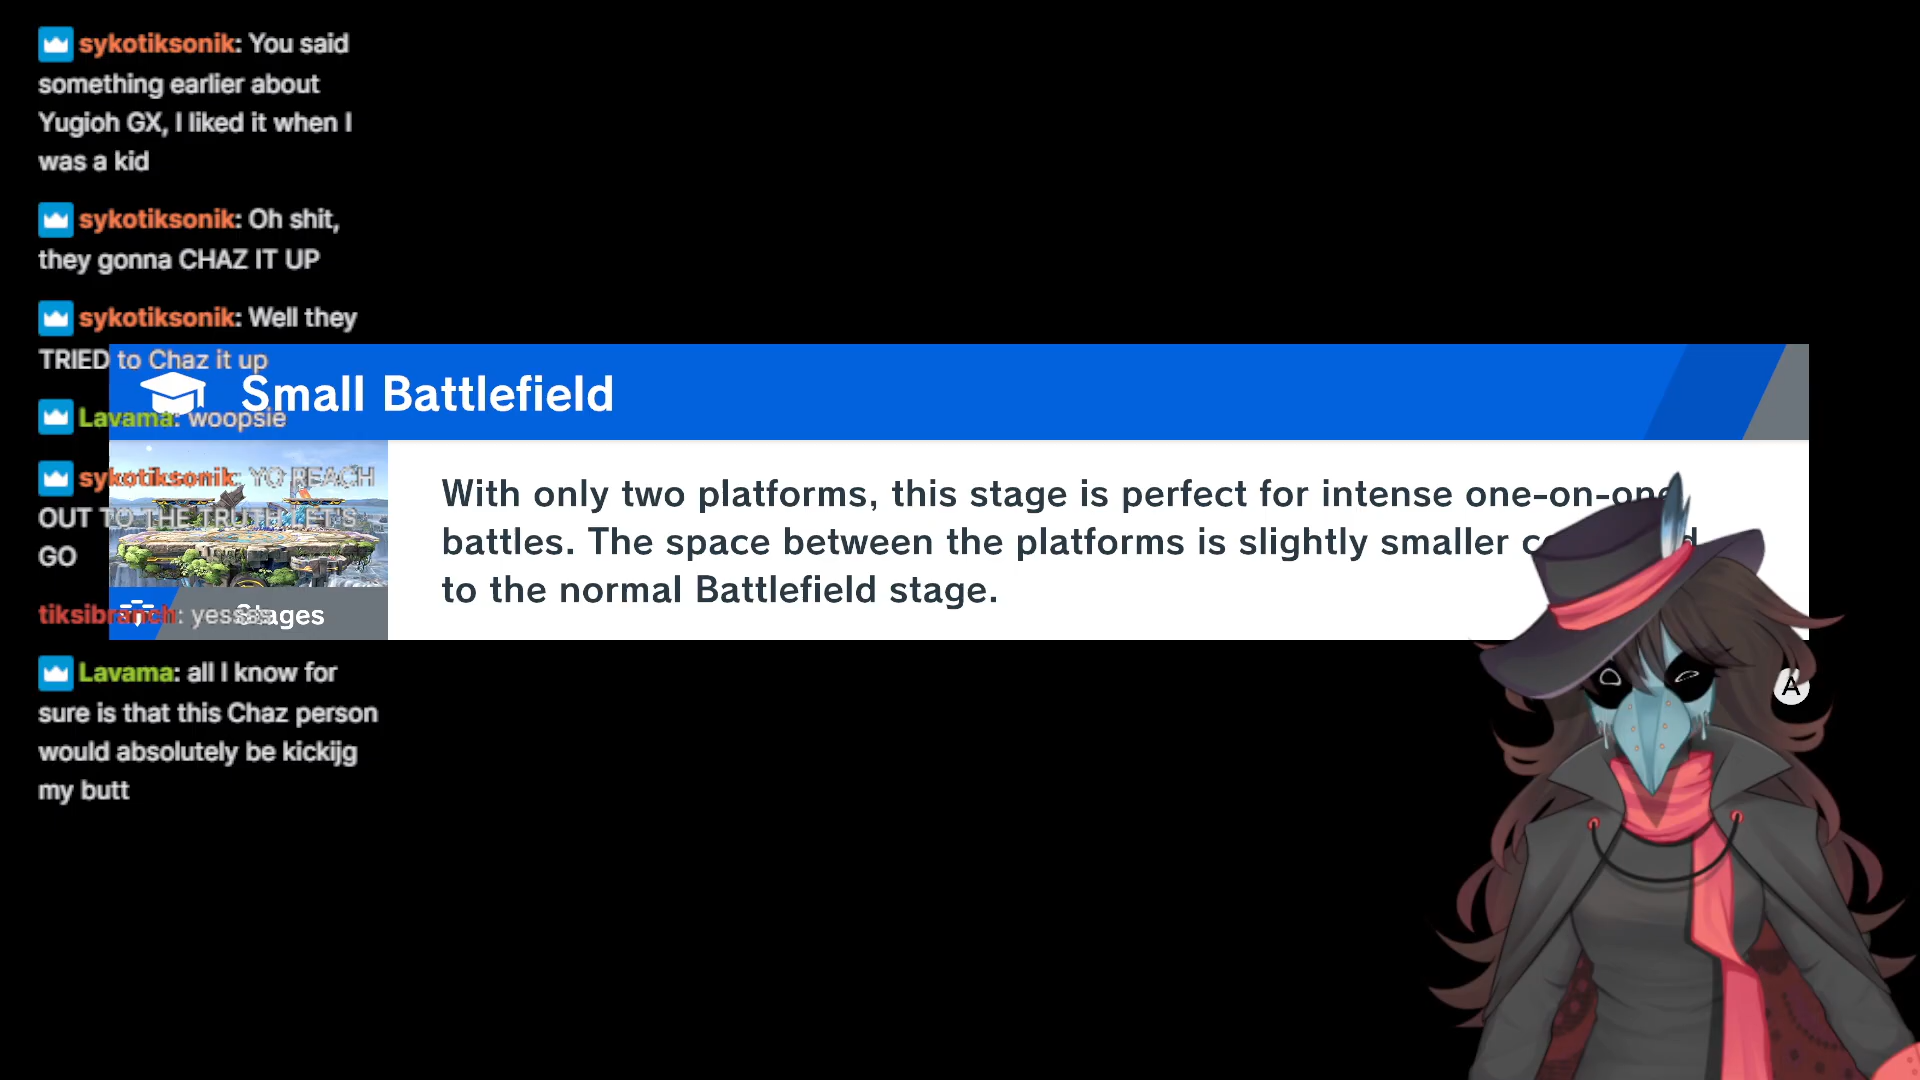 sykotiksonik: You said
something earlier about
Yugioh GX, I liked it when I
was a kid
sykotiksonik: Oh shit,
they gonna CHAZ IT UP
sykotiksonik: Well they
TRIED to Chaz it up
Lavama: woopsie
sykotiksonik: YO REACH
OUT TO THE TRUTH LET'S
GO
tiksibranch: yesses
Lavama: all I know for
sure is that this Chaz person
would absolutely be kickijg
my butt
Small Battlefield
With only two platforms, this stage is perfect for intense one-on-one
battles. The space between the platforms is slightly smaller
to the normal Battlefield stage.
Stages
A